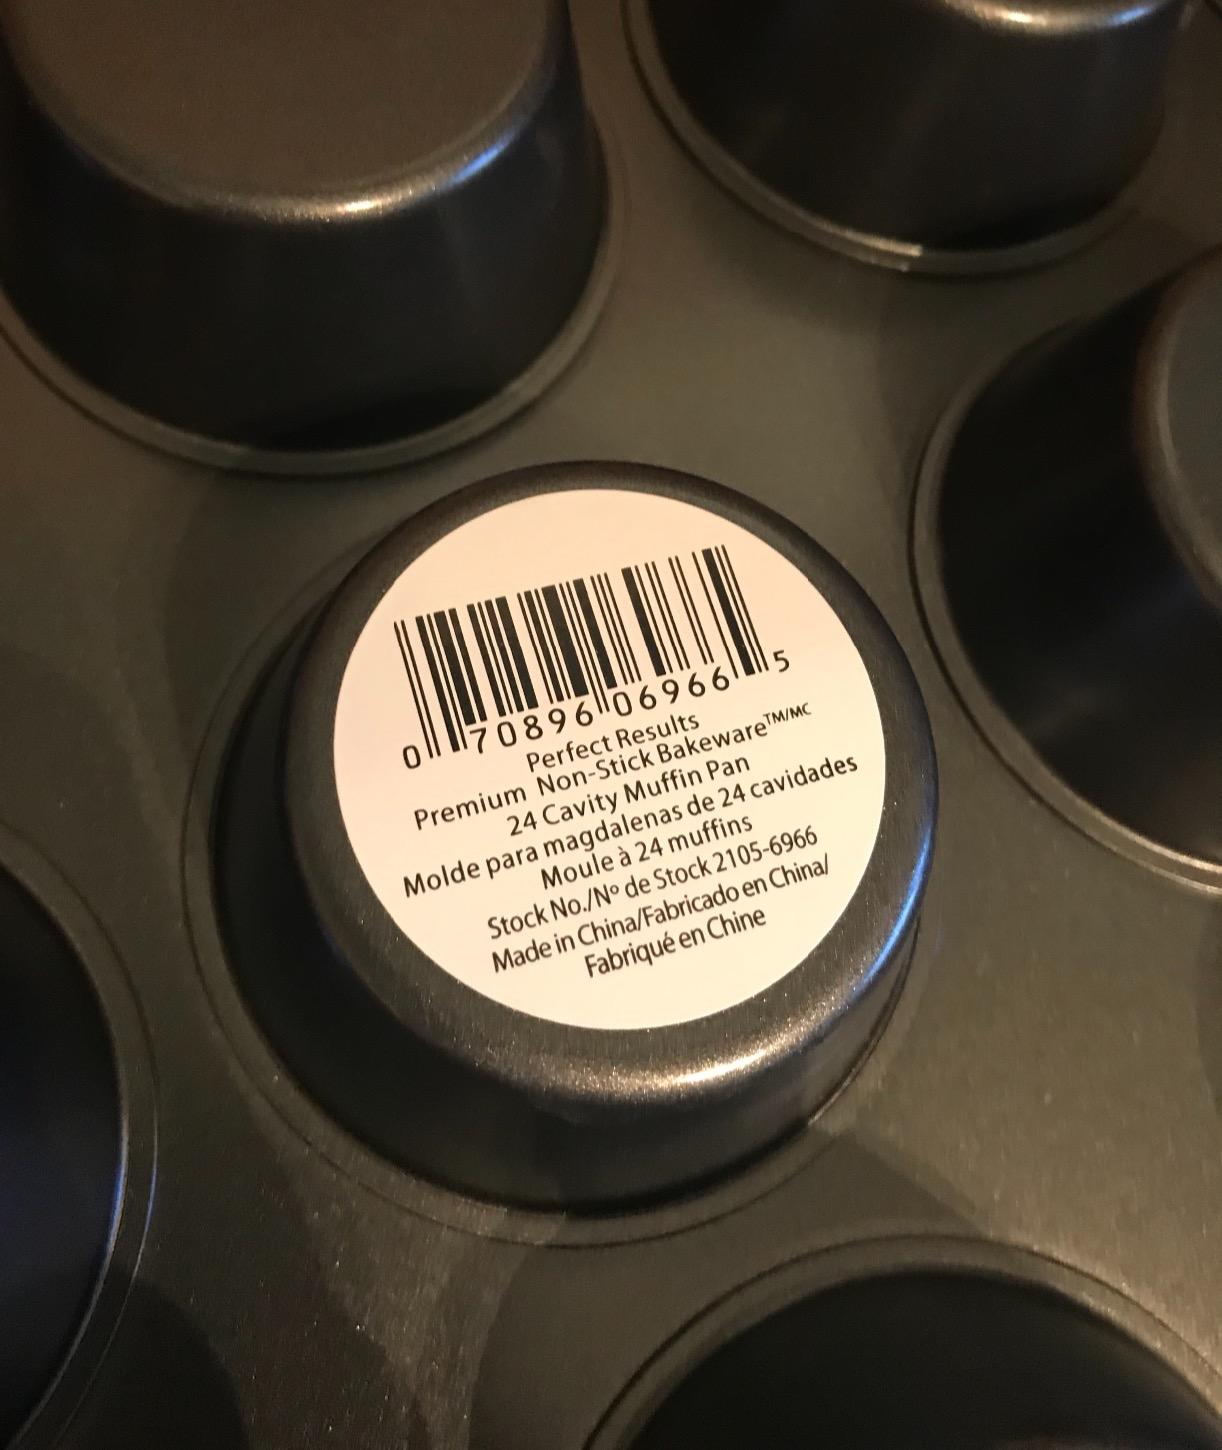 0 70896 06966 5
Perfect Results
Premium Non-Stick Bakeware™/MC
24 Cavity Muffin Pan
Molde para magdalenas de 24 cavidades
Moule à 24 muffins
Stock No./Nº de Stock 2105-6966
Made in China/Fabricado en China/
Fabriqué en Chine